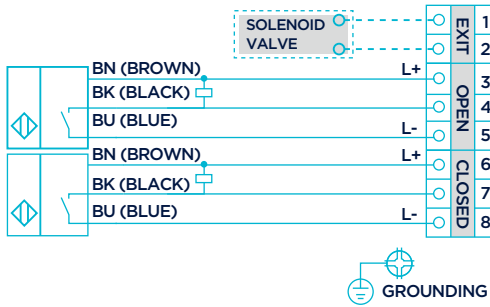 SOLENOID
VALVE
EXIT
1
2
BN (BROWN) L+
BK (BLACK)
BU (BLUE) L-
OPEN
3
4
5
BN (BROWN) L+
BK (BLACK)
BU (BLUE) L-
CLOSED
6
7
8
GROUNDING